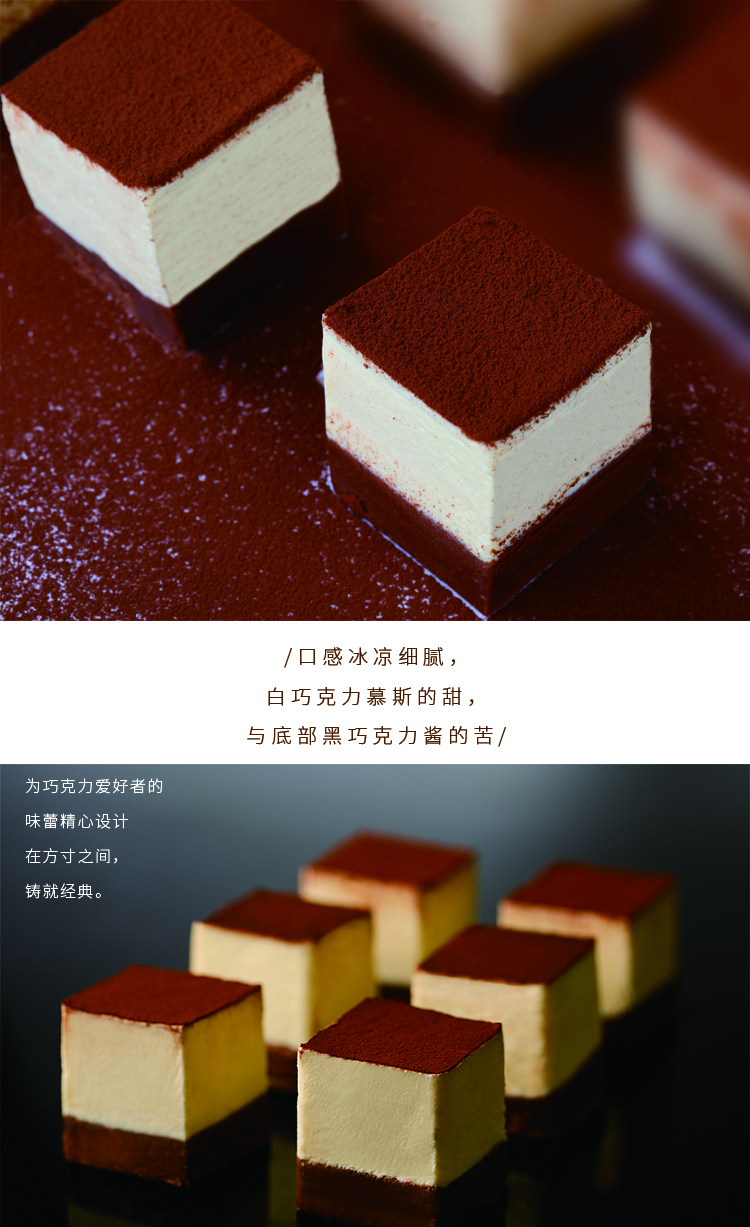 /口感冰凉细腻，
白巧克力慕斯的甜，
与底部黑巧克力酱的苦/
为巧克力爱好者的
味蕾精心设计
在方寸之间，
铸就经典。